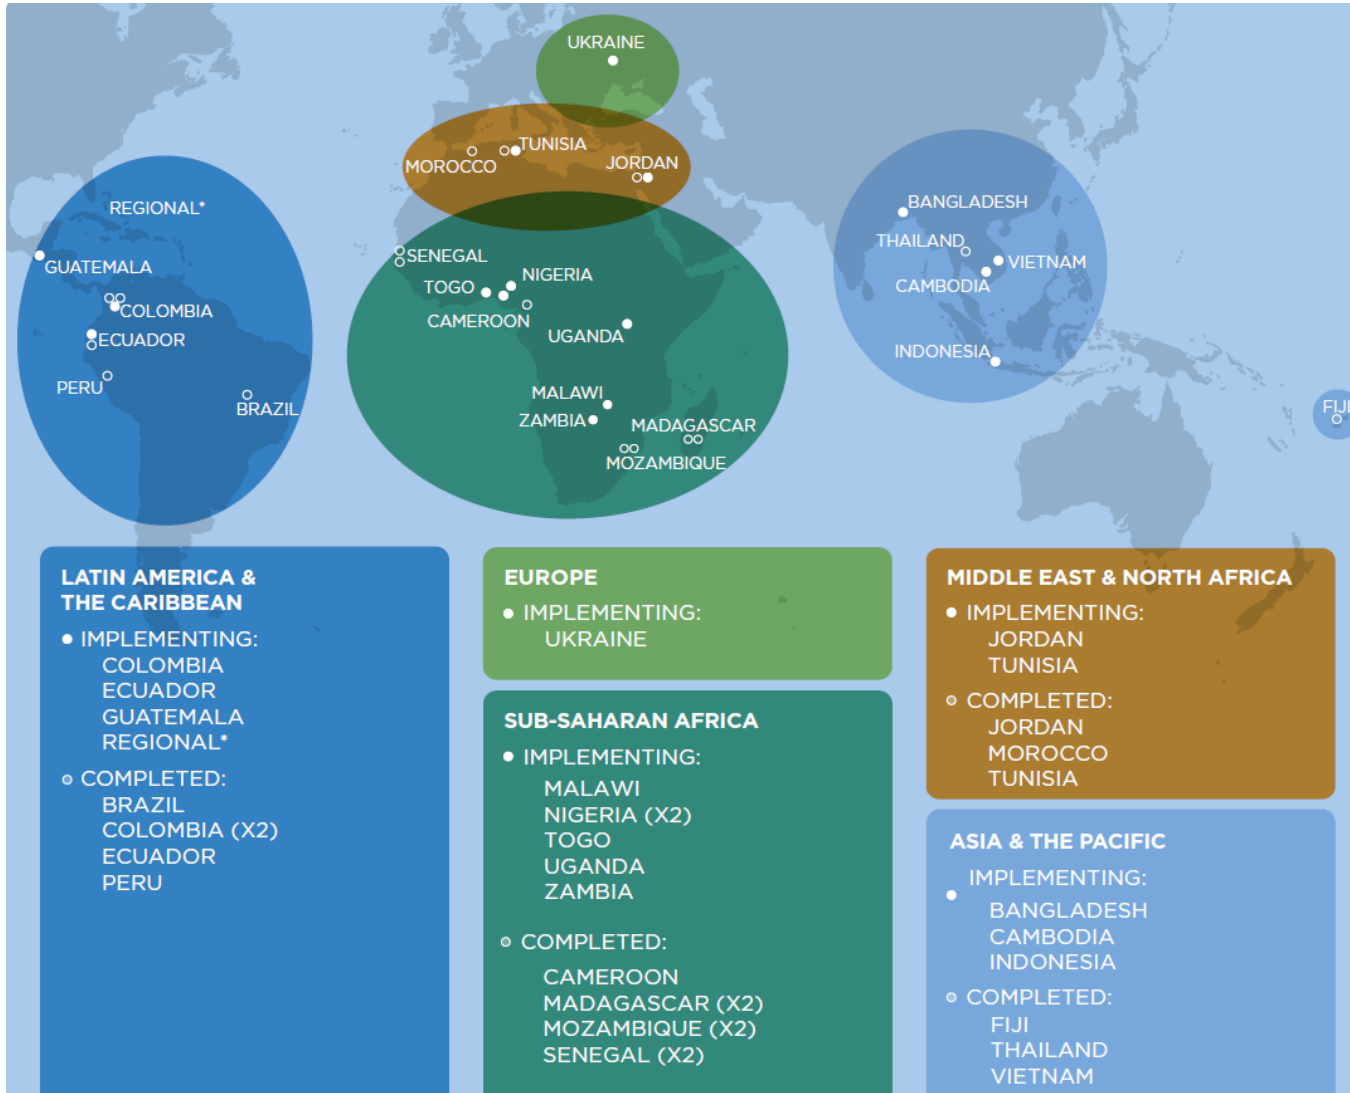 UKRAINE
TUNISIA
MOROCCO
JORDAN
REGIONAL*
GUATEMALA
COLOMBIA
ECUADOR
PERU
BRAZIL
SENEGAL
NIGERIA
TOGO
CAMEROON
UGANDA
MALAWI
ZAMBIA
MADAGASCAR
MOZAMBIQUE
BANGLADESH
THAILAND
VIETNAM
CAMBODIA
INDONESIA
FIJI
LATIN AMERICA &
THE CARIBBEAN
IMPLEMENTING:
COLOMBIA
ECUADOR
GUATEMALA
REGIONAL*
COMPLETED:
BRAZIL
COLOMBIA (X2)
ECUADOR
PERU
EUROPE
IMPLEMENTING:
UKRAINE
SUB-SAHARAN AFRICA
IMPLEMENTING:
MALAWI
NIGERIA (X2)
TOGO
UGANDA
ZAMBIA
COMPLETED:
CAMEROON
MADAGASCAR (X2)
MOZAMBIQUE (X2)
SENEGAL (X2)
MIDDLE EAST & NORTH AFRICA
IMPLEMENTING:
JORDAN
TUNISIA
COMPLETED:
JORDAN
MOROCCO
TUNISIA
ASIA & THE PACIFIC
IMPLEMENTING:
BANGLADESH
CAMBODIA
INDONESIA
COMPLETED:
FIJI
THAILAND
VIETNAM